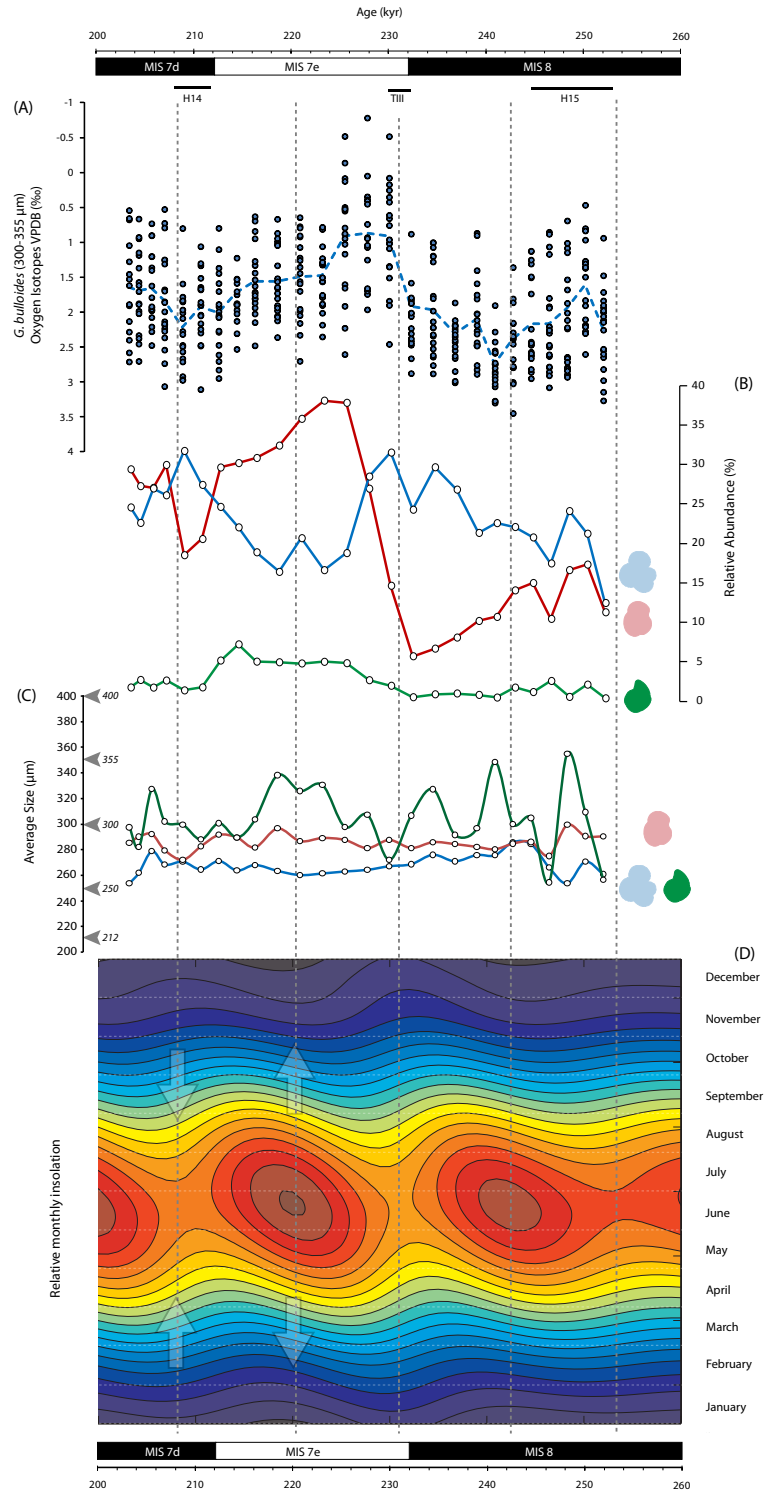 Age (kyr)
200 210 220 230 240 250 260
MIS 7d MIS 7e MIS 8
H14 TIII H15
(A)
G. bulloides (300-355 µm)
Oxygen Isotopes VPDB (‰)
-1
-0.5
0
0.5
1
1.5
2
2.5
3
3.5
4
(B)
Relative Abundance (%)
40
35
30
25
20
15
10
5
0
(C)
Average Size (µm)
400
380
360
340
320
300
280
260
240
220
200
400
355
300
250
212
(D)
Relative monthly insolation
December
November
October
September
August
July
June
May
April
March
February
January
MIS 7d MIS 7e MIS 8
200 210 220 230 240 250 260